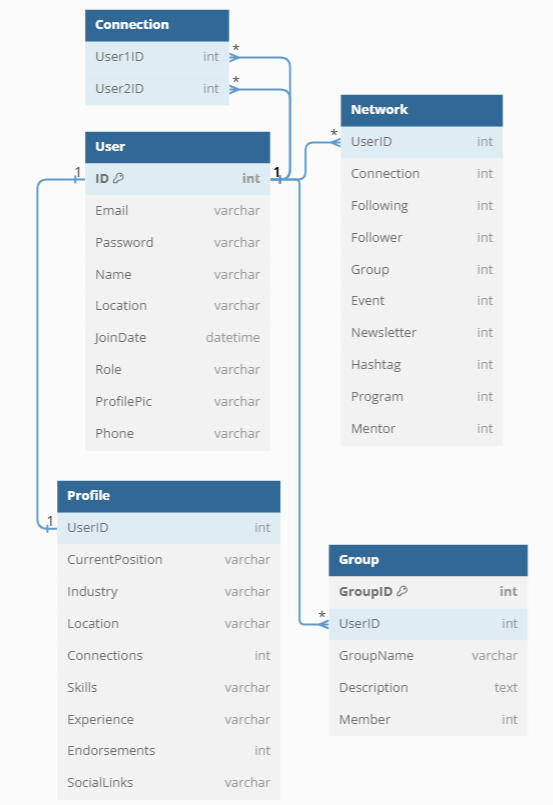 Connection
User1ID int *
User2ID int *
User
1 ID int 1
Email varchar
Password varchar
Name varchar
Location varchar
JoinDate datetime
Role varchar
ProfilePic varchar
Phone varchar
Network
* UserID int
Connection int
Following int
Follower int
Group int
Event int
Newsletter int
Hashtag int
Program int
Mentor int
Profile
1 UserID int
CurrentPosition varchar
Industry varchar
Location varchar
Connections int
Skills varchar
Experience varchar
Endorsements int
SocialLinks varchar
Group
GroupID int
* UserID int
GroupName varchar
Description text
Member int